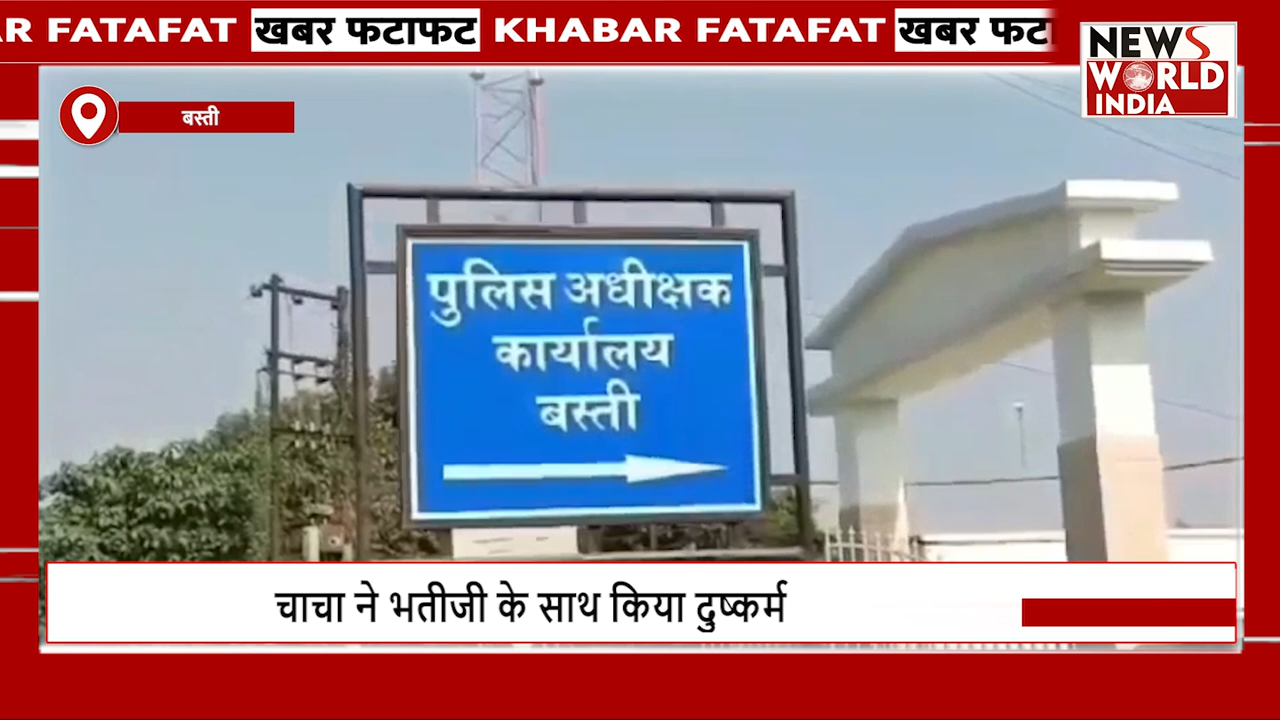 AR FATAFAT खबर फटाफट KHABAR FATAFAT खबर फटा
NEWS
WORLD
INDIA
बस्ती
पुलिस अधीक्षक
कार्यालय
बस्ती
चाचा ने भतीजी के साथ किया दुष्कर्म